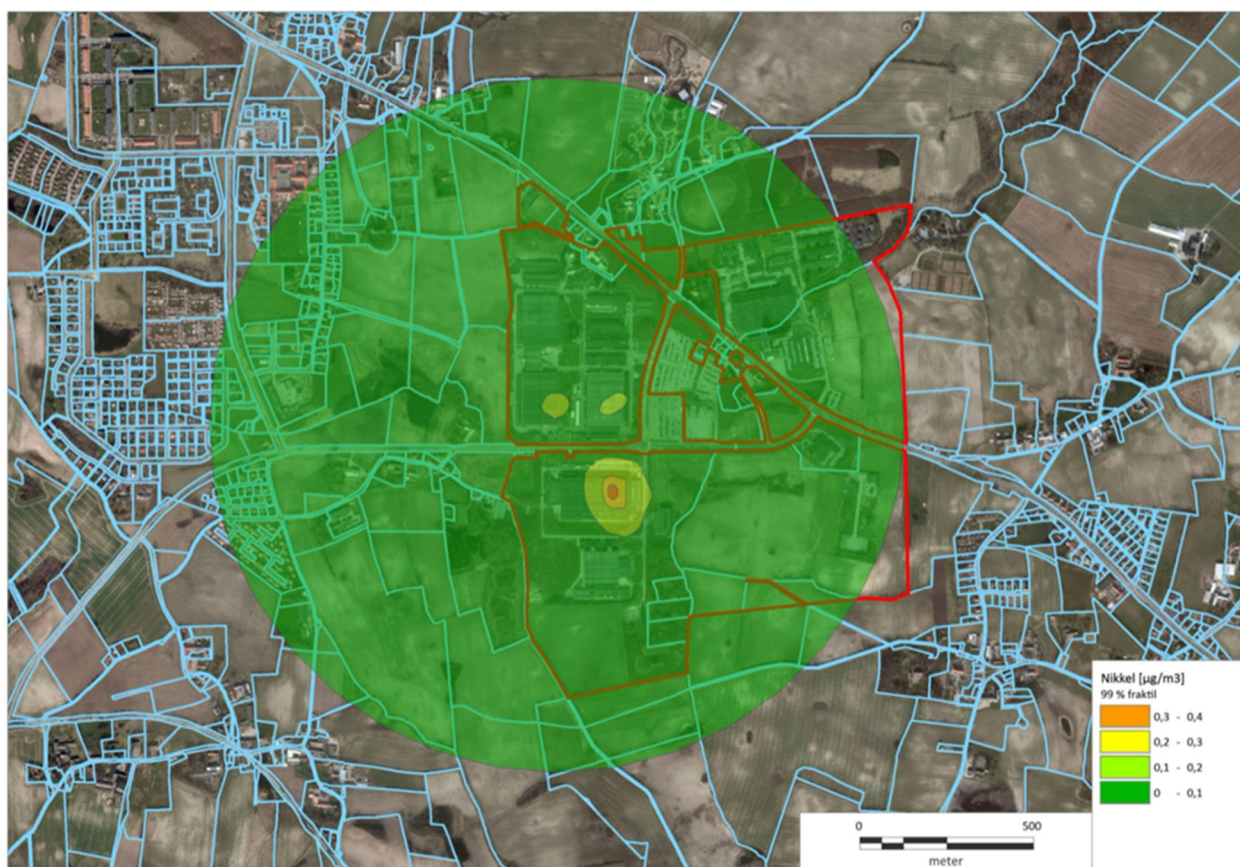 Nikkel [µg/m3]
99 % fraktil
0,3 - 0,4
0,2 - 0,3
0,1 - 0,2
0 - 0,1
0 500
meter